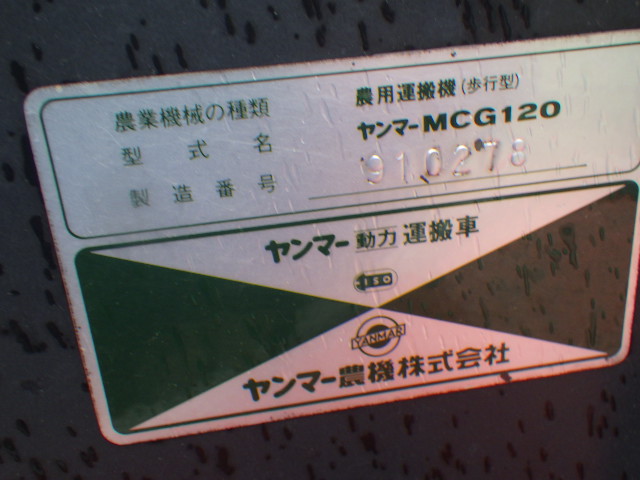 農業機械の種類 農用運搬機(歩行型)
型式名 ヤンマーMCG120
製造番号 910278
ヤンマー動力運搬車
ISO
YANMAR
ヤンマー農機株式会社